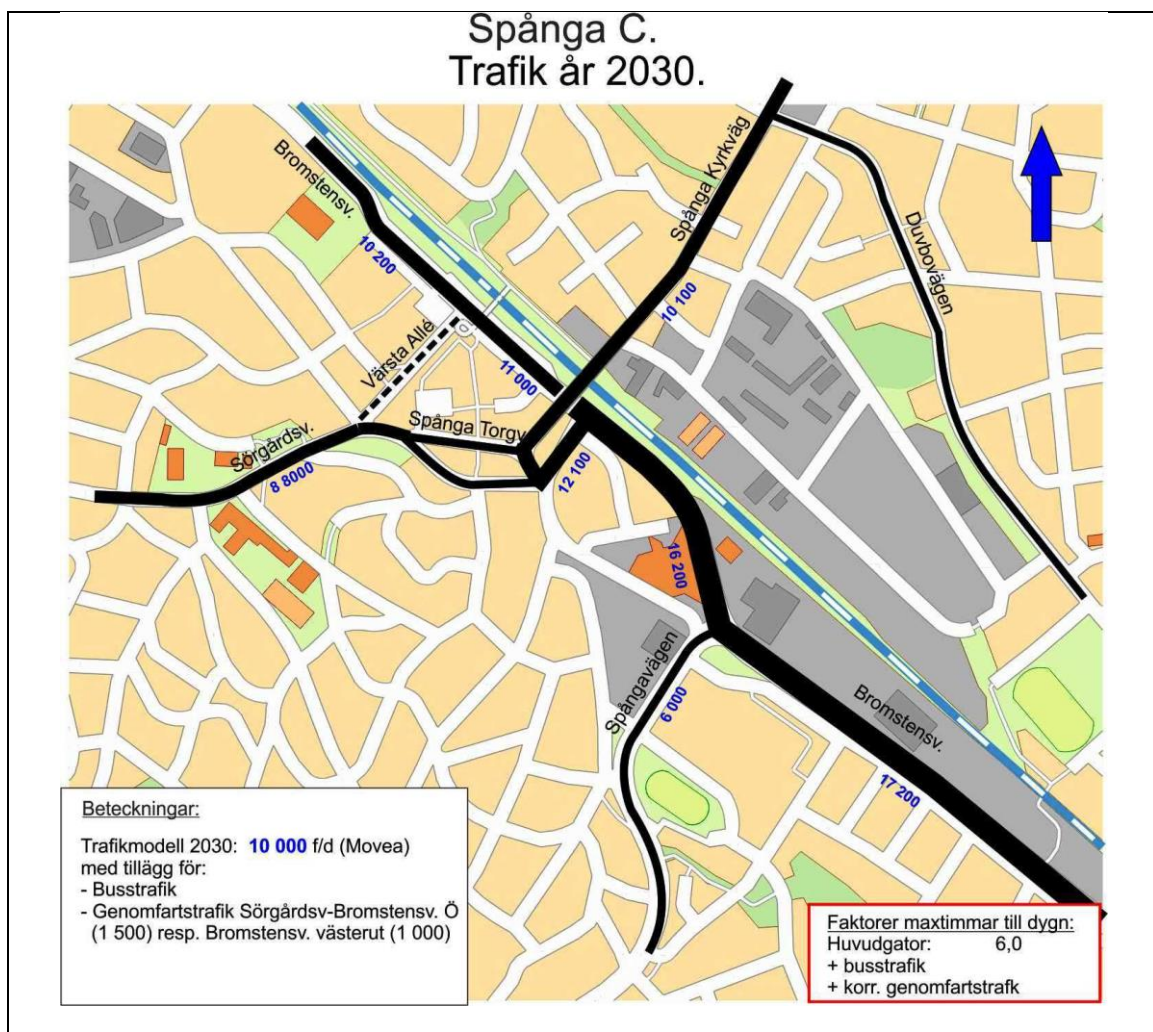 Spånga C.
Trafik år 2030.
Bromstensv.
10 200
Spånga Kyrkväg
10 100
Duvbovägen
Värsta Allé
11 000
Spånga Torgv
Sörgårdsv.
8 8000
12 100
16 200
Spångavägen
6 000
Bromstensv.
17 200
Beteckningar:
Trafikmodell 2030: 10 000 f/d (Movea)
med tillägg för:
- Busstrafik
- Genomfartstrafik Sörgårdsv-Bromstensv. Ö
(1 500) resp. Bromstensv. västerut (1 000)
Faktorer maxtimmar till dygn:
Huvudgator: 6,0
+ busstrafik
+ korr. genomfartstrafk